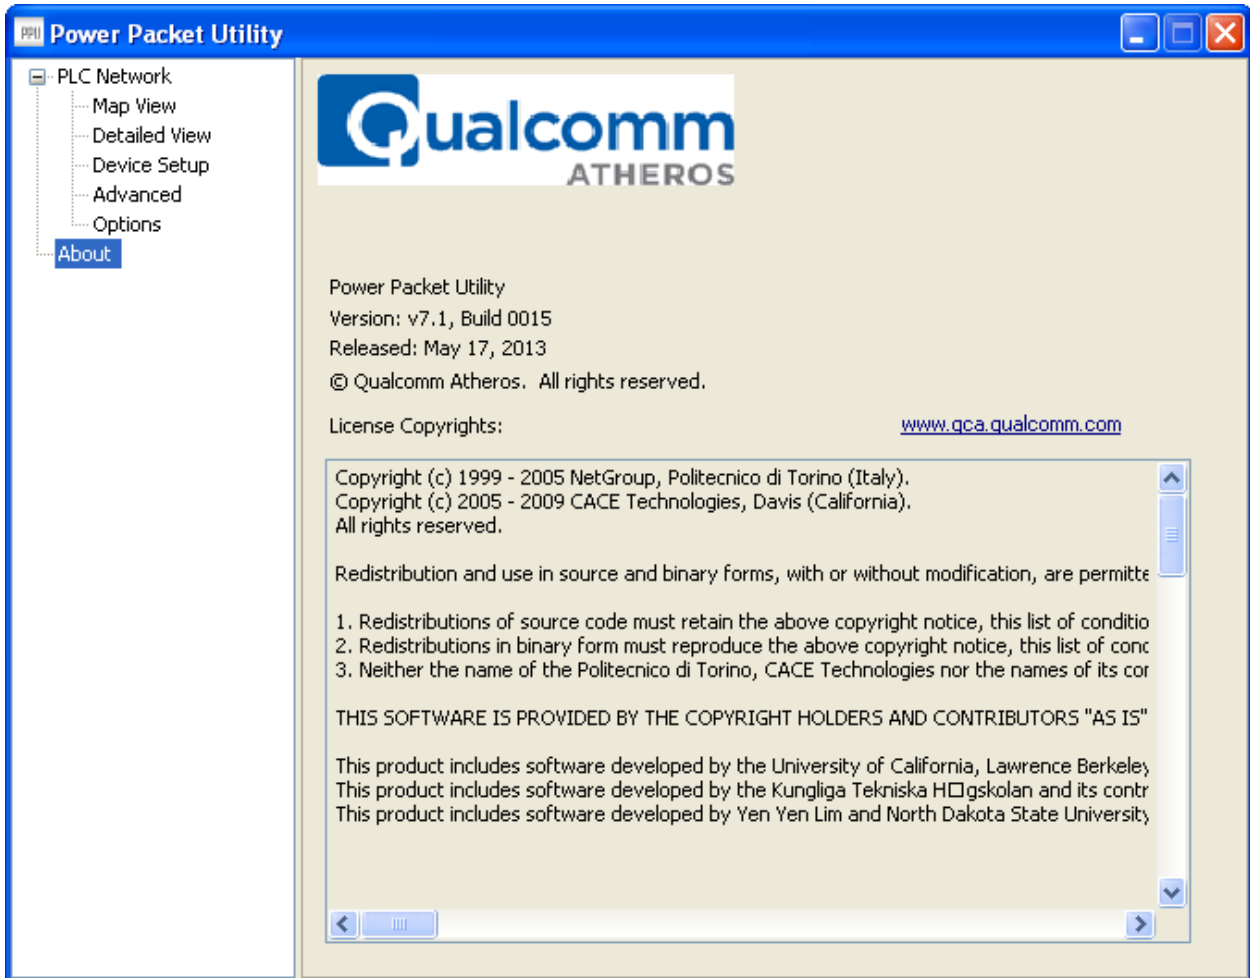 PPU Power Packet Utility
PLC Network
Map View
Detailed View
Device Setup
Advanced
Options
About
Qualcomm
ATHEROS
Power Packet Utility
Version: v7.1, Build 0015
Released: May 17, 2013
© Qualcomm Atheros.  All rights reserved.
License Copyrights:
www.qca.qualcomm.com
Copyright (c) 1999 - 2005 NetGroup, Politecnico di Torino (Italy).
Copyright (c) 2005 - 2009 CACE Technologies, Davis (California).
All rights reserved.
Redistribution and use in source and binary forms, with or without modification, are permitte
1. Redistributions of source code must retain the above copyright notice, this list of conditio
2. Redistributions in binary form must reproduce the above copyright notice, this list of conc
3. Neither the name of the Politecnico di Torino, CACE Technologies nor the names of its cor
THIS SOFTWARE IS PROVIDED BY THE COPYRIGHT HOLDERS AND CONTRIBUTORS "AS IS"
This product includes software developed by the University of California, Lawrence Berkeley
This product includes software developed by the Kungliga Tekniska H□gskolan and its contr
This product includes software developed by Yen Yen Lim and North Dakota State University